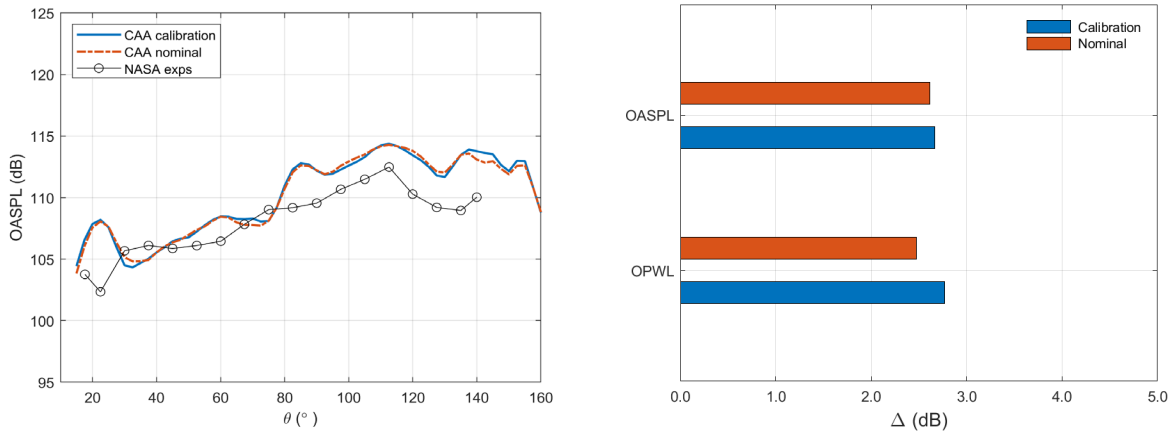 125
120
115
110
105
100
95
OASPL (dB)
CAA calibration
CAA nominal
NASA exps
20 40 60 80 100 120 140 160
θ (° )
Calibration
Nominal
OASPL
OPWL
0.0 1.0 2.0 3.0 4.0 5.0
Δ (dB)